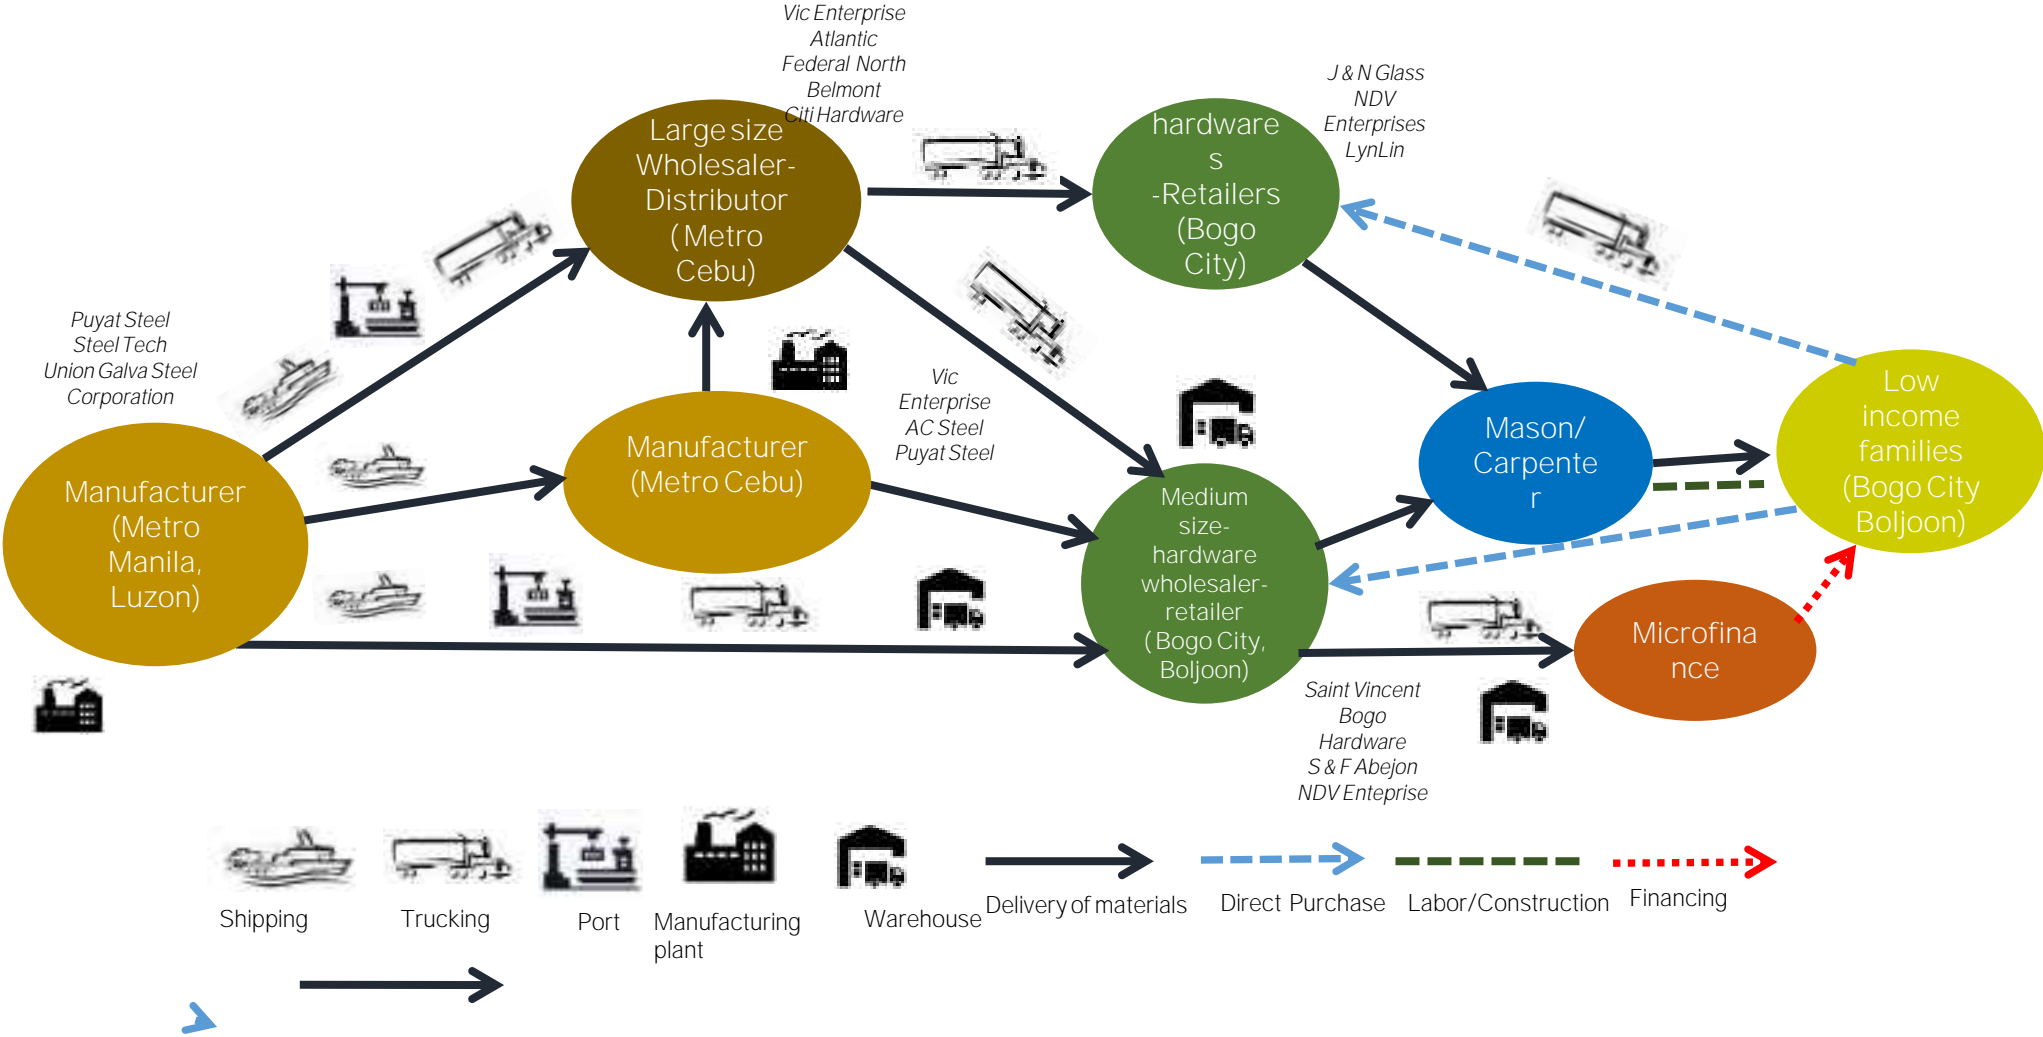 Vic Enterprise
Atlantic
Federal North
Belmont
Citi Hardware
J & N Glass
NDV
Enterprises
LynLin
Large size
Wholesaler-
Distributor
( Metro
Cebu)
hardware
s
-Retailers
(Bogo
City)
Puyat Steel
Steel Tech
Union Galva Steel
Corporation
Vic
Enterprise
AC Steel
Puyat Steel
Low
income
families
(Bogo City
Boljoon)
Mason/
Carpente
r
Manufacturer
(Metro Cebu)
Manufacturer
(Metro
Manila,
Luzon)
Medium
size-
hardware
wholesaler-
retailer
( Bogo City,
Boljoon)
Microfina
nce
Saint Vincent
Bogo
Hardware
S & F Abejon
NDV Enteprise
Shipping
Trucking
Port
Manufacturing
plant
Warehouse
Delivery of materials
Direct Purchase
Labor/Construction
Financing